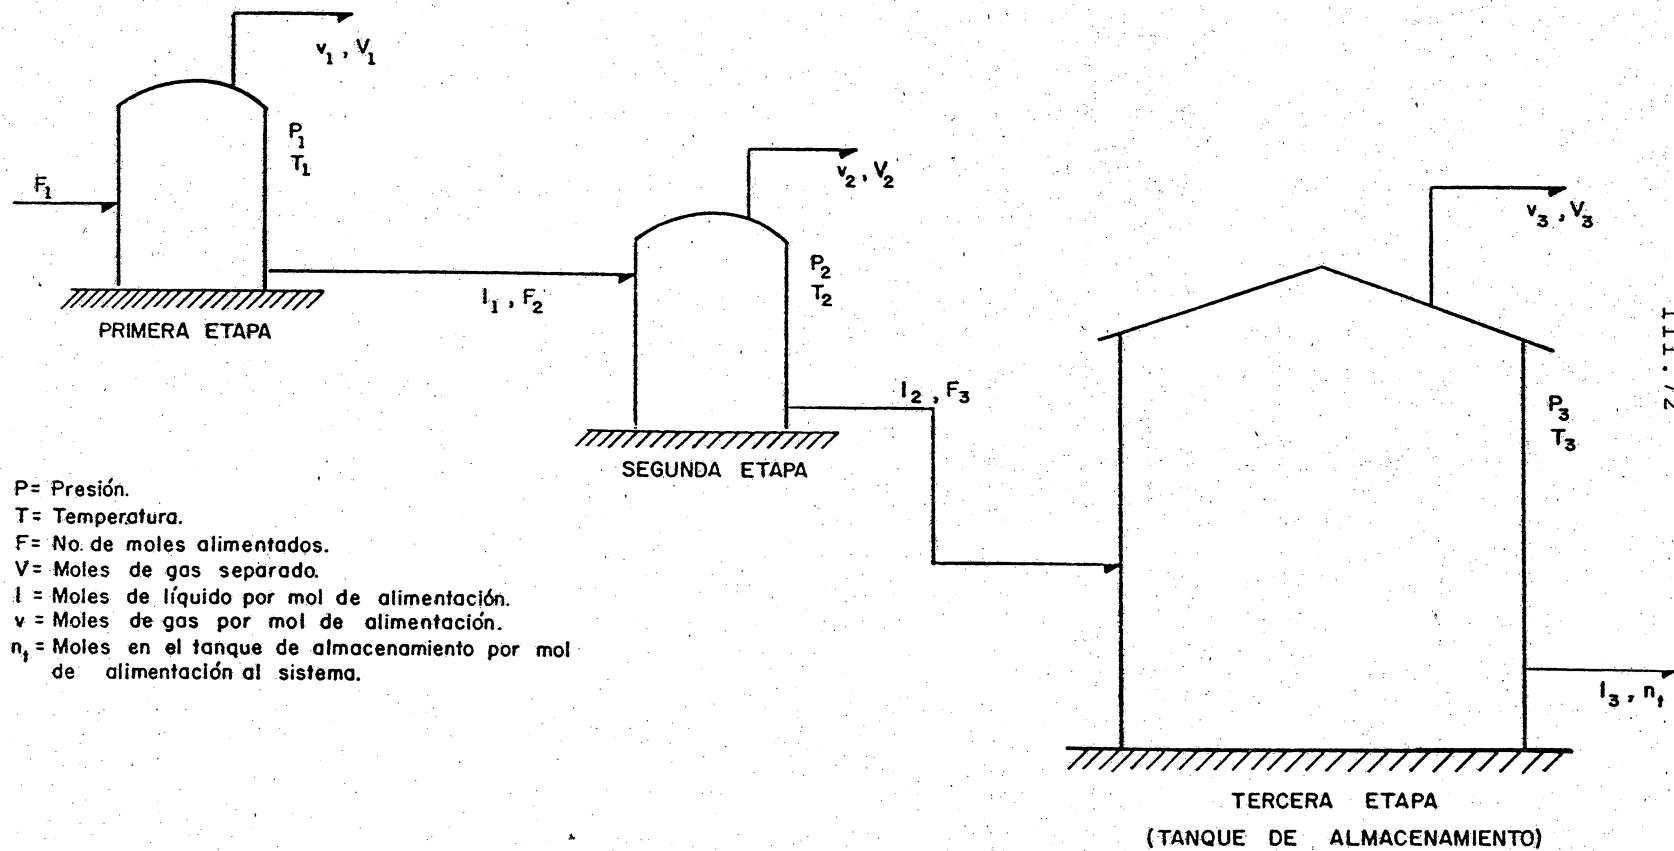 v₁ , V₁
P₁
T₁
F₁
l₁ , F₂
PRIMERA ETAPA
v₂ , V₂
P₂
T₂
l₂ , F₃
SEGUNDA ETAPA
v₃ , V₃
P₃
T₃
l₃ , nₜ
TERCERA ETAPA
(TANQUE DE ALMACENAMIENTO)
P= Presión.
T= Temperatura.
F= No. de moles alimentados.
V= Moles de gas separado.
l = Moles de líquido por mol de alimentación.
v = Moles de gas por mol de alimentación.
nₜ = Moles en el tanque de almacenamiento por mol
de alimentación al sistema.
III.72